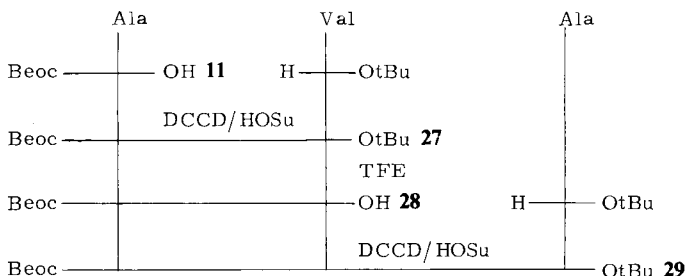 Ala Val Ala
Beoc OH 11 H OtBu
DCCD/HOSu
Beoc OtBu 27
TFE
Beoc OH 28 H OtBu
DCCD/HOSu
Beoc OtBu 29